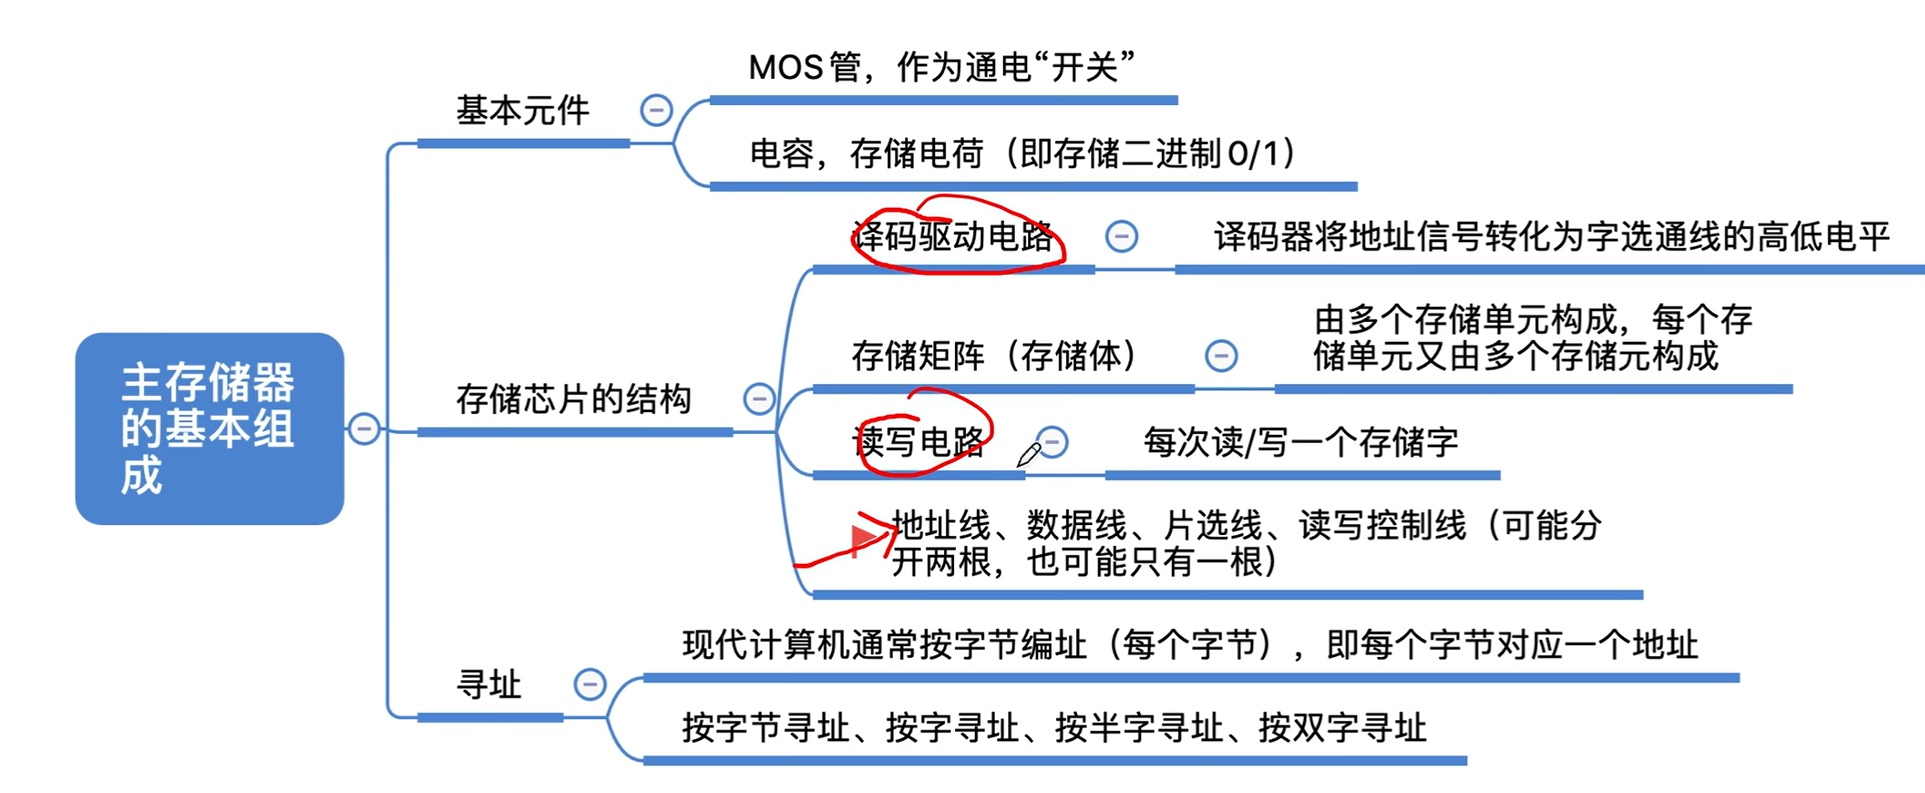 主存储器
的基本组
成
基本元件
MOS管，作为通电“开关”
电容，存储电荷（即存储二进制0/1）
存储芯片的结构
译码驱动电路
译码器将地址信号转化为字选通线的高低电平
存储矩阵（存储体）
由多个存储单元构成，每个存
储单元又由多个存储元构成
读写电路
每次读/写一个存储字
地址线、数据线、片选线、读写控制线（可能分
开两根，也可能只有一根）
寻址
现代计算机通常按字节编址（每个字节），即每个字节对应一个地址
按字节寻址、按字寻址、按半字寻址、按双字寻址